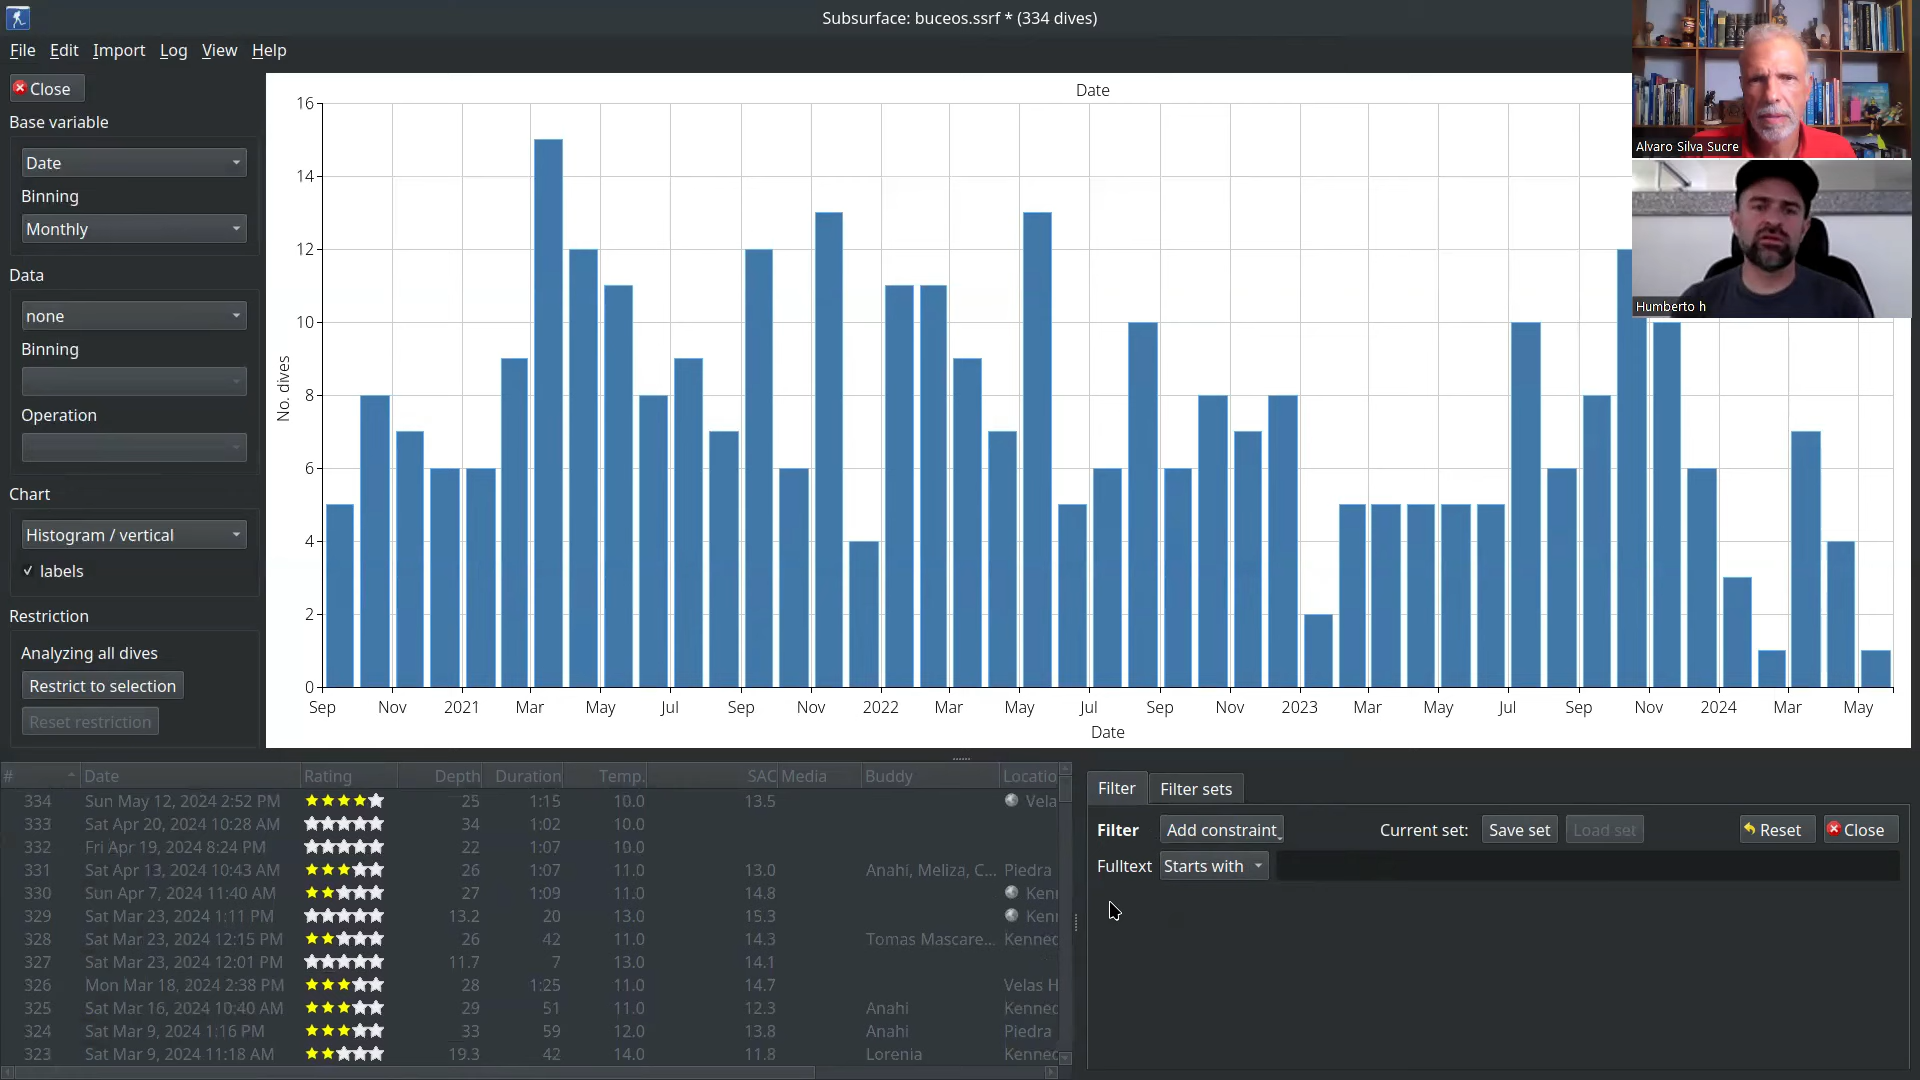 Subsurface: buceos.ssrf * (334 dives)
File Edit Import Log View Help
Close
Base variable
Date
Binning
Monthly
Data
none
Binning
Operation
Chart
Histogram / vertical
labels
Restriction
Analyzing all dives
Restrict to selection
Reset restriction
Date
16
14
12
10
8
6
4
2
0
No. dives
Sep Nov 2021 Mar May Jul Sep Nov 2022 Mar May Jul Sep Nov 2023 Mar May Jul Sep Nov 2024 Mar May
Date
Alvaro Silva Sucre
Humberto h
# Date Rating Depth Duration Temp. SAC Media Buddy Locatio
334 Sun May 12, 2024 2:52 PM 25 1:15 10.0 13.5 Vela
333 Sat Apr 20, 2024 10:28 AM 34 1:02 10.0
332 Fri Apr 19, 2024 8:24 PM 22 1:07 10.0
331 Sat Apr 13, 2024 10:43 AM 26 1:07 11.0 13.0 Anahi, Meliza, C... Piedra
330 Sun Apr 7, 2024 11:40 AM 27 1:09 11.0 14.8 Kenn
329 Sat Mar 23, 2024 1:11 PM 13.2 20 13.0 15.3 Kenn
328 Sat Mar 23, 2024 12:15 PM 26 42 11.0 14.3 Tomas Mascare... Kenned
327 Sat Mar 23, 2024 12:01 PM 11.7 7 13.0 14.1
326 Mon Mar 18, 2024 2:38 PM 28 1:25 11.0 14.7 Velas H
325 Sat Mar 16, 2024 10:40 AM 29 51 11.0 12.3 Anahi Kenned
324 Sat Mar 9, 2024 1:16 PM 33 59 12.0 13.8 Anahi Piedra
323 Sat Mar 9, 2024 11:18 AM 19.3 42 14.0 11.8 Lorenia Kenned
Filter Filter sets
Filter Add constraint Current set: Save set Load set Reset Close
Fulltext Starts with